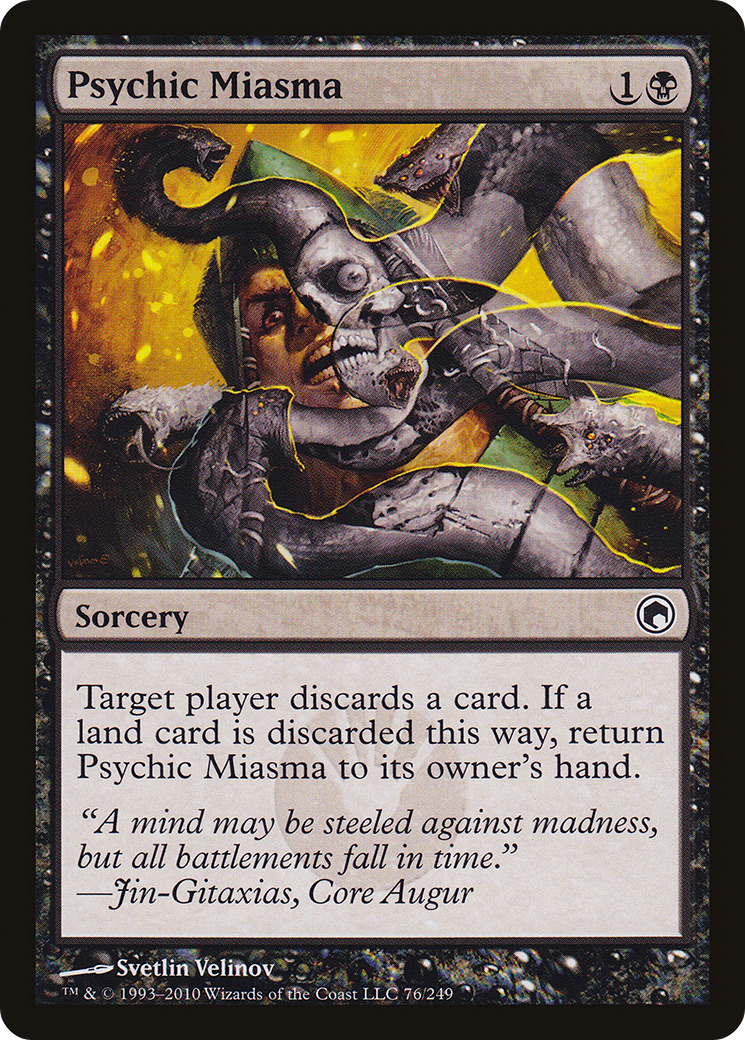 Psychic Miasma 1
Sorcery
Target player discards a card. If a
land card is discarded this way, return
Psychic Miasma to its owner's hand.
“A mind may be steeled against madness,
but all battlements fall in time.”
—Jin-Gitaxias, Core Augur
Svetlin Velinov
™ & © 1993–2010 Wizards of the Coast LLC 76/249